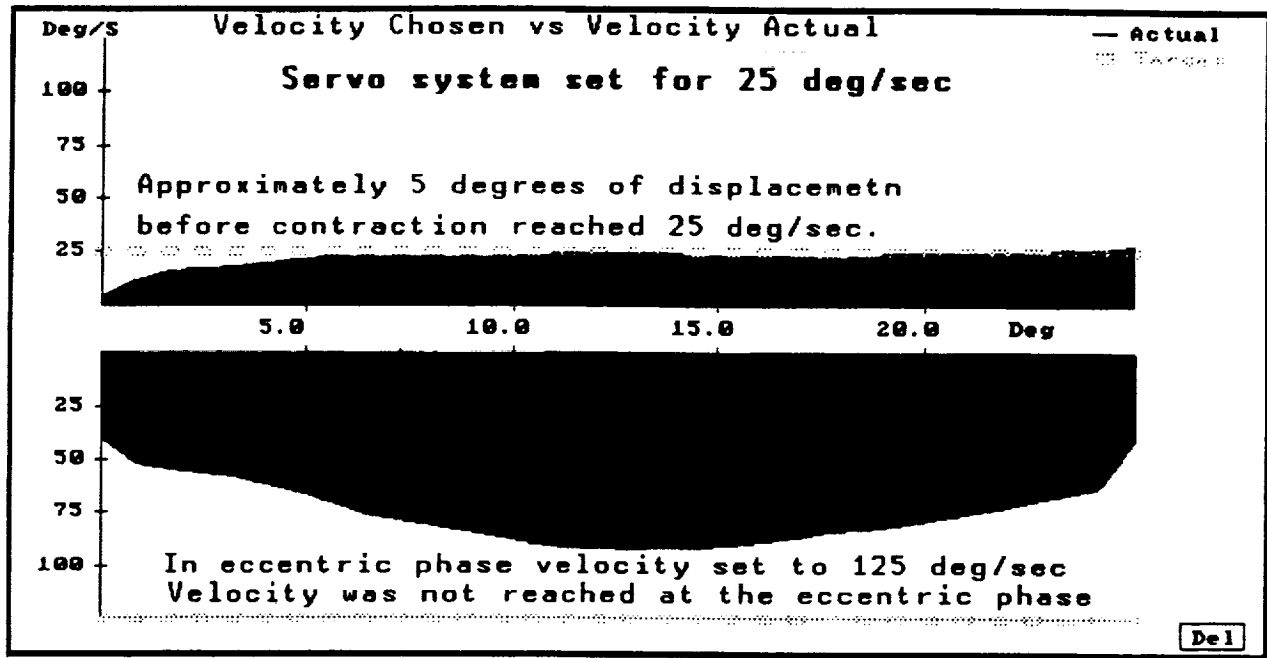 Deg/S Velocity Chosen vs Velocity Actual — Actual
Target
Servo system set for 25 deg/sec
100
75
Approximately 5 degrees of displacemetn
50
before contraction reached 25 deg/sec.
25
5.0 10.0 15.0 20.0 Deg
25
50
75
100
In eccentric phase velocity set to 125 deg/sec
Velocity was not reached at the eccentric phase
Del